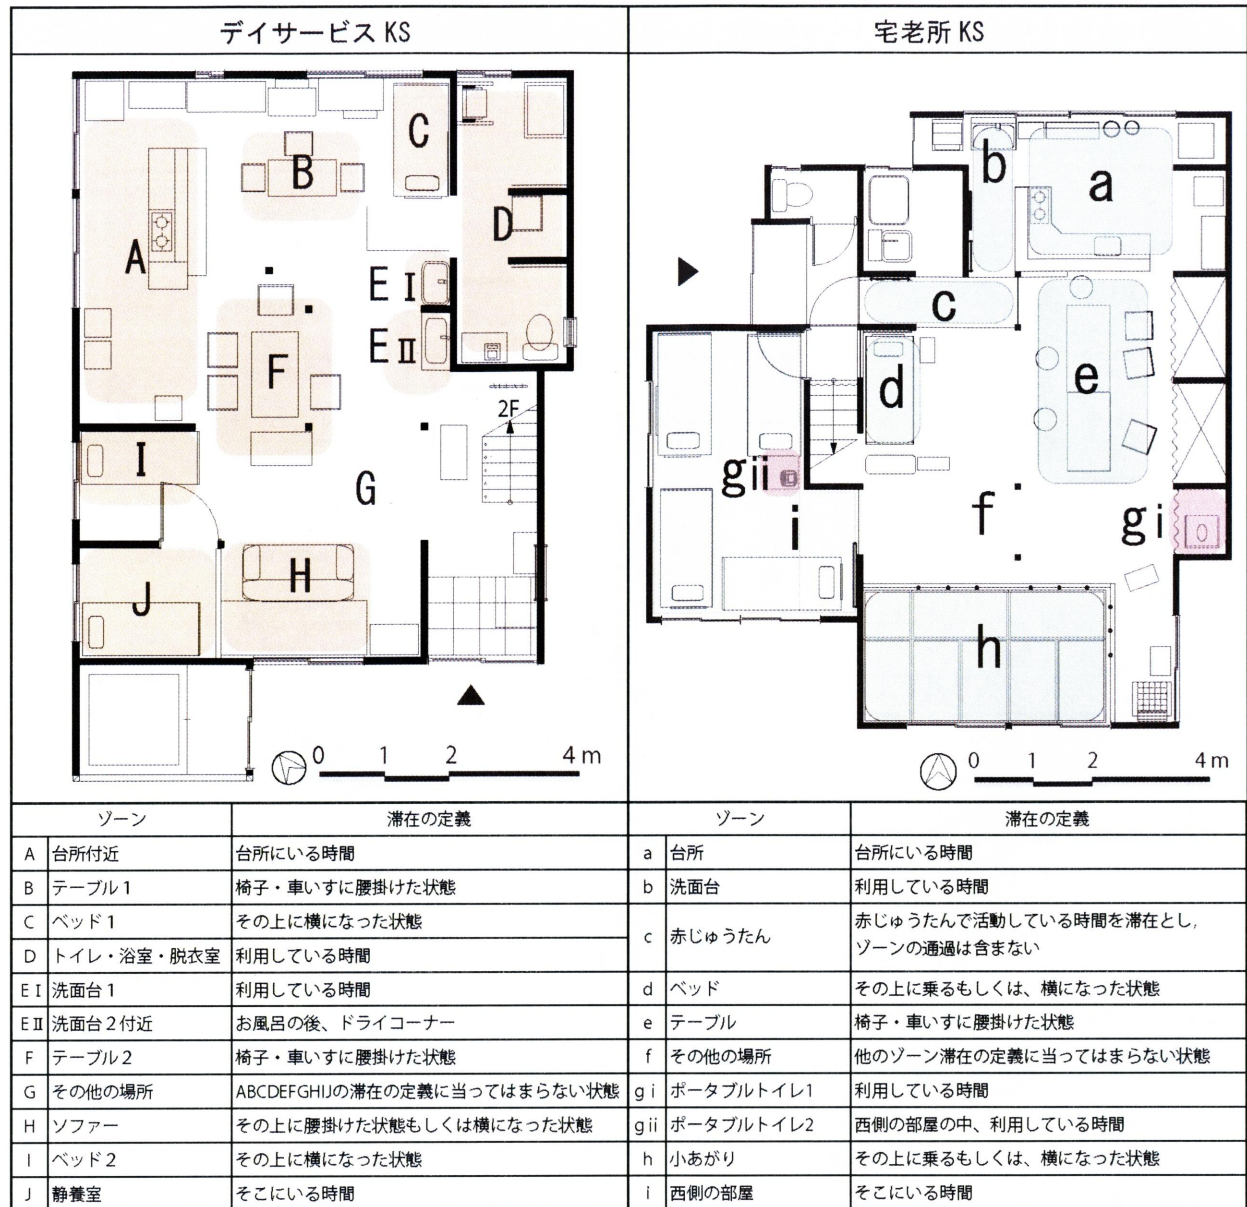 デイサービス KS
宅老所 KS
C
B
D
A
E I
E Ⅱ
F
2F
I
G
H
J
0 1 2 4 m
b
a
c
d
e
g ii
i
f
g i
h
0 1 2 4 m
ゾーン 滞在の定義
A 台所付近 台所にいる時間
B テーブル 1 椅子・車いすに腰掛けた状態
C ベッド 1 その上に横になった状態
D トイレ・浴室・脱衣室 利用している時間
E I 洗面台 1 利用している時間
E Ⅱ 洗面台 2 付近 お風呂の後、ドライコーナー
F テーブル 2 椅子・車いすに腰掛けた状態
G その他の場所 ABCDEFGHIJの滞在の定義に当ってはまらない状態
H ソファー その上に腰掛けた状態もしくは横になった状態
I ベッド 2 その上に横になった状態
J 静養室 そこにいる時間
ゾーン 滞在の定義
a 台所 台所にいる時間
b 洗面台 利用している時間
c 赤じゅうたん 赤じゅうたんで活動している時間を滞在とし,
ゾーンの通過は含まない
d ベッド その上に乗るもしくは、横になった状態
e テーブル 椅子・車いすに腰掛けた状態
f その他の場所 他のゾーン滞在の定義に当ってはまらない状態
g i ポータブルトイレ1 利用している時間
g ii ポータブルトイレ2 西側の部屋の中、利用している時間
h 小あがり その上に乗るもしくは、横になった状態
i 西側の部屋 そこにいる時間